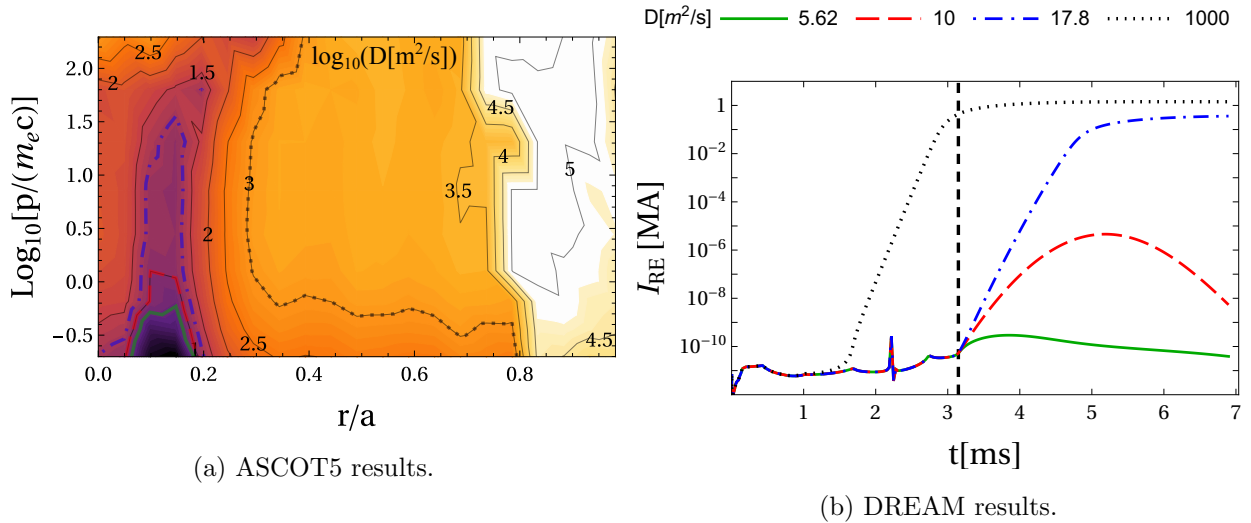 D[m²/s] 5.62 10 17.8 1000
log₁₀(D[m²/s])
2.5
2
1.5
3
2
2.5
3.5
4.5
4
5
4.5
2.0
1.5
1.0
0.5
0.0
−0.5
Log₁₀[p/(mₑc)]
0.0 0.2 0.4 0.6 0.8
r/a
(a) ASCOT5 results.
1
10⁻²
10⁻⁴
10⁻⁶
10⁻⁸
10⁻¹⁰
I_RE [MA]
1 2 3 4 5 6 7
t[ms]
(b) DREAM results.